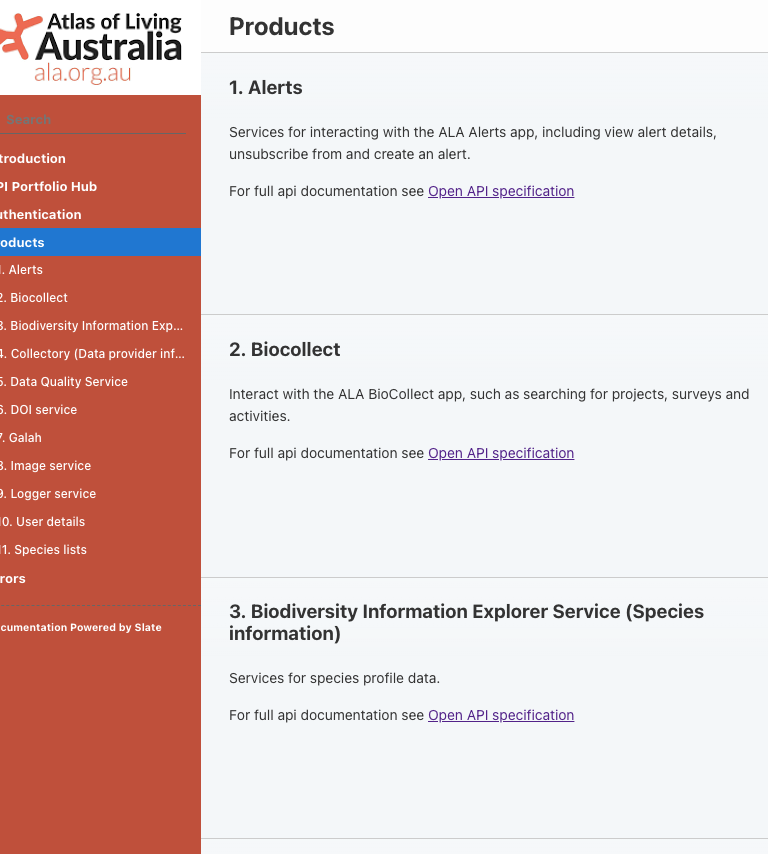 Atlas of Living
Australia
ala.org.au
Search
troduction
PI Portfolio Hub
uthentication
oducts
1. Alerts
2. Biocollect
3. Biodiversity Information Exp...
4. Collectory (Data provider inf...
5. Data Quality Service
6. DOI service
7. Galah
8. Image service
9. Logger service
10. User details
11. Species lists
rrors
cumentation Powered by Slate
Products
1. Alerts
Services for interacting with the ALA Alerts app, including view alert details,
unsubscribe from and create an alert.
For full api documentation see Open API specification
2. Biocollect
Interact with the ALA BioCollect app, such as searching for projects, surveys and
activities.
For full api documentation see Open API specification
3. Biodiversity Information Explorer Service (Species
information)
Services for species profile data.
For full api documentation see Open API specification